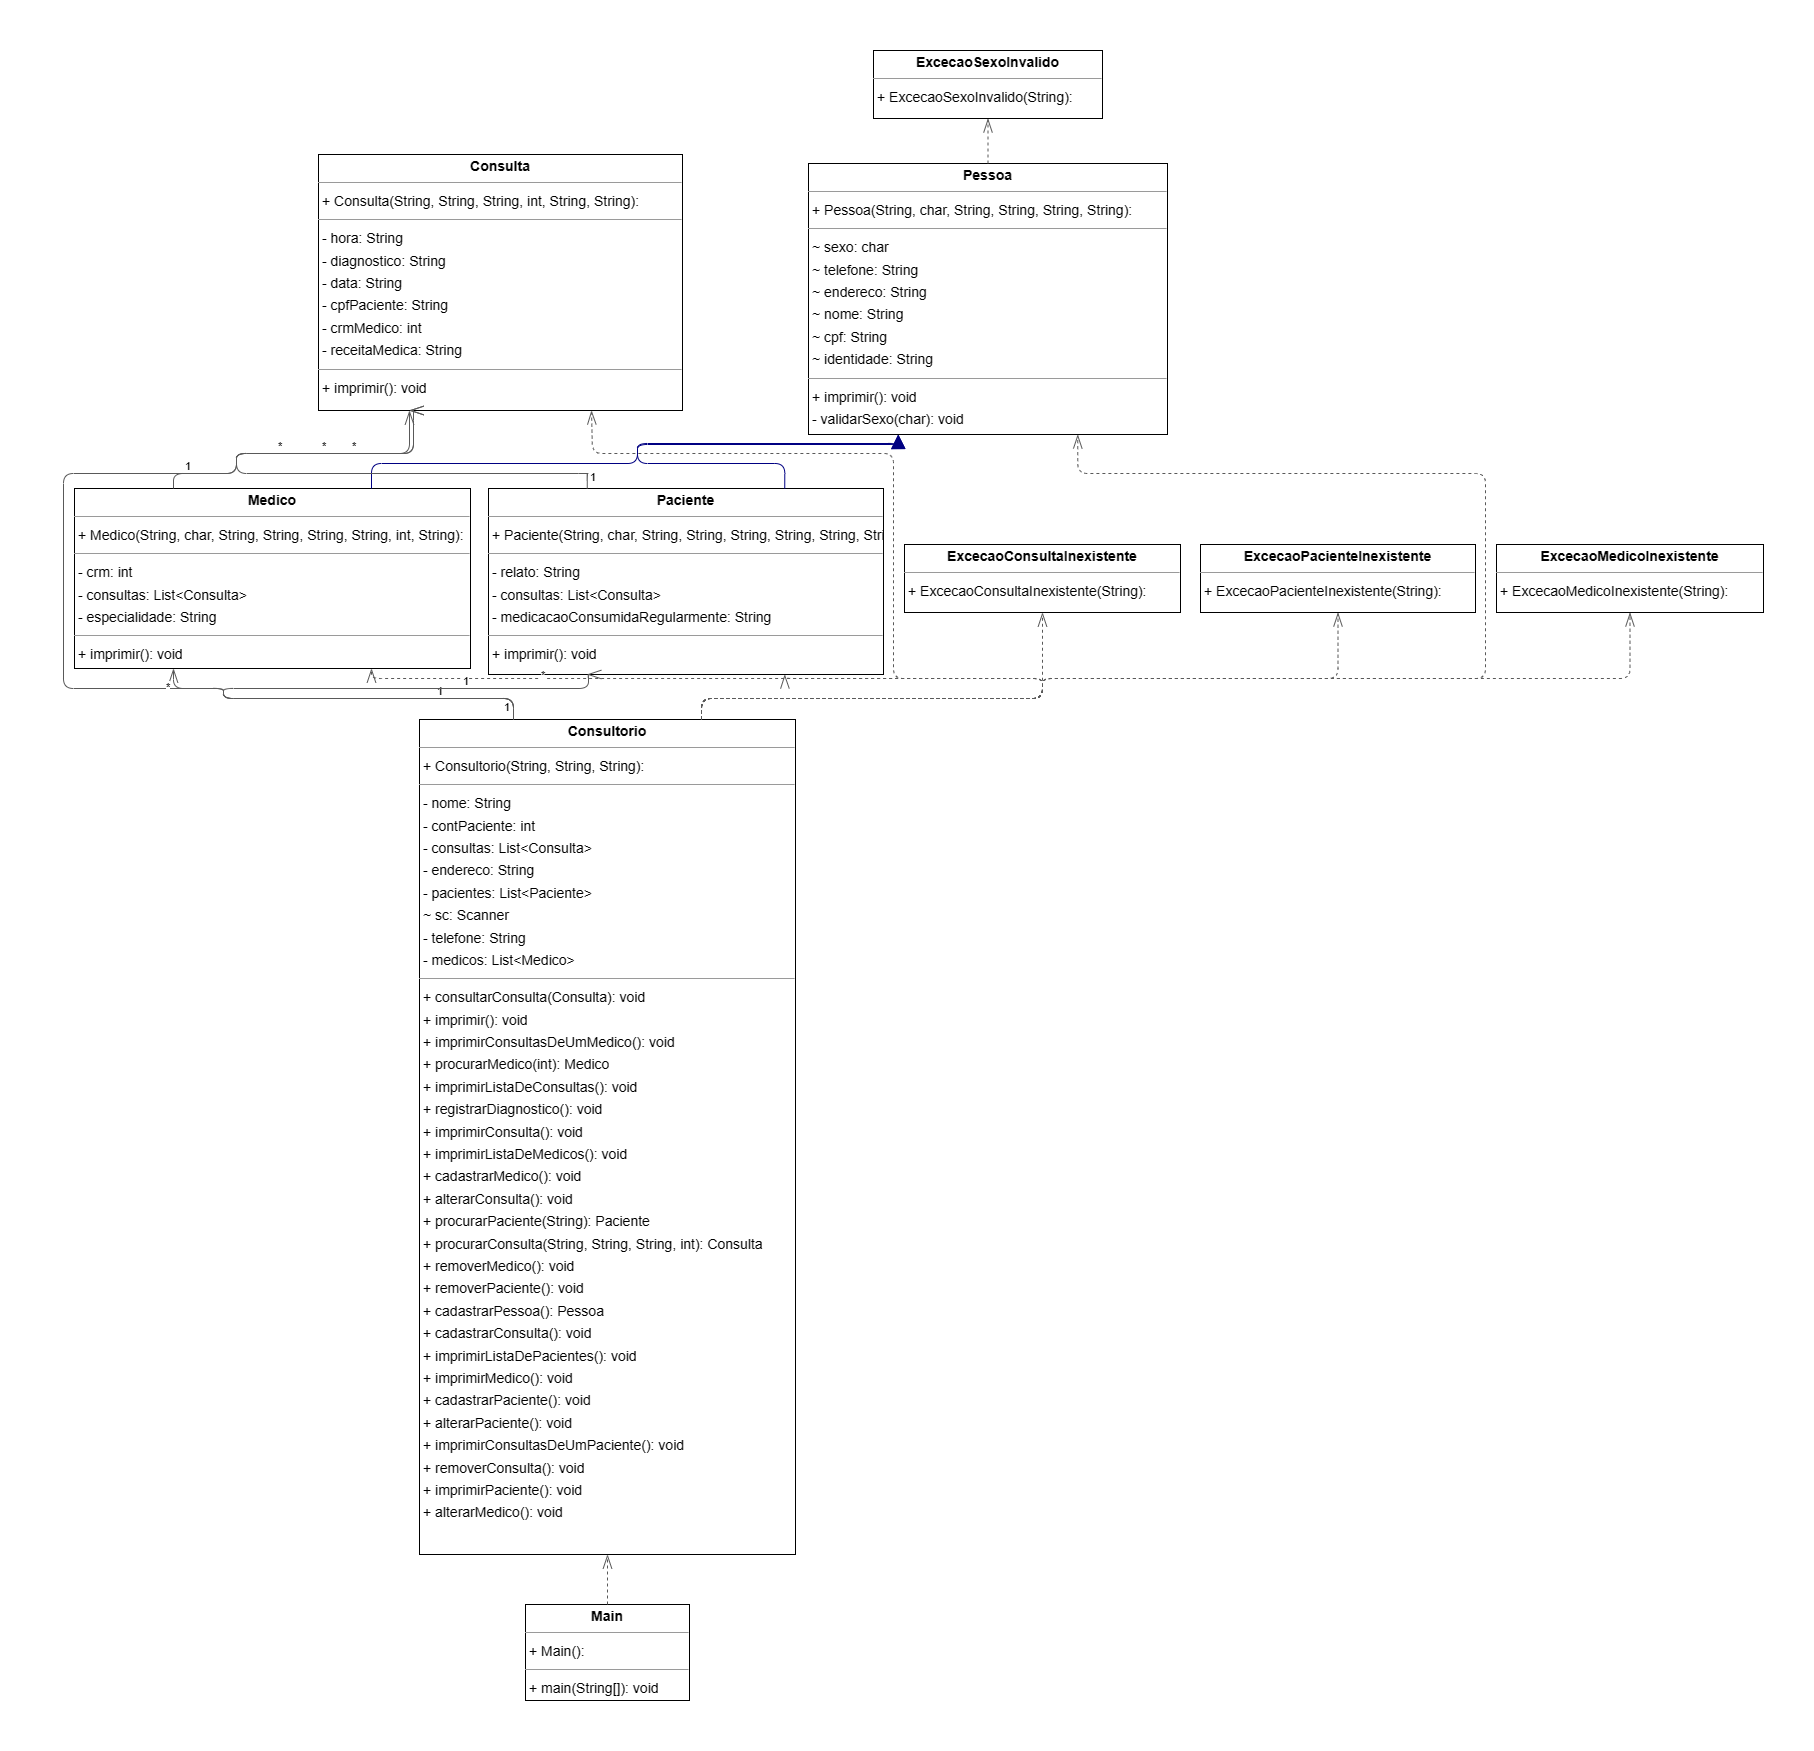 ExcecaoSexoInvalido
+ ExcecaoSexoInvalido(String):
Consulta
+ Consulta(String, String, String, int, String, String):
- hora: String
- diagnostico: String
- data: String
- cpfPaciente: String
- crmMedico: int
- receitaMedica: String
+ imprimir(): void
Pessoa
+ Pessoa(String, char, String, String, String, String):
~ sexo: char
~ telefone: String
~ endereco: String
~ nome: String
~ cpf: String
~ identidade: String
+ imprimir(): void
- validarSexo(char): void
* * *
1
1
Medico
+ Medico(String, char, String, String, String, String, int, String):
- crm: int
- consultas: List<Consulta>
- especialidade: String
+ imprimir(): void
Paciente
+ Paciente(String, char, String, String, String, String, String, Stri
- relato: String
- consultas: List<Consulta>
- medicacaoConsumidaRegularmente: String
+ imprimir(): void
ExcecaoConsultaInexistente
+ ExcecaoConsultaInexistente(String):
ExcecaoPacienteInexistente
+ ExcecaoPacienteInexistente(String):
ExcecaoMedicoInexistente
+ ExcecaoMedicoInexistente(String):
*
*
1
1
1
Consultorio
+ Consultorio(String, String, String):
- nome: String
- contPaciente: int
- consultas: List<Consulta>
- endereco: String
- pacientes: List<Paciente>
~ sc: Scanner
- telefone: String
- medicos: List<Medico>
+ consultarConsulta(Consulta): void
+ imprimir(): void
+ imprimirConsultasDeUmMedico(): void
+ procurarMedico(int): Medico
+ imprimirListaDeConsultas(): void
+ registrarDiagnostico(): void
+ imprimirConsulta(): void
+ imprimirListaDeMedicos(): void
+ cadastrarMedico(): void
+ alterarConsulta(): void
+ procurarPaciente(String): Paciente
+ procurarConsulta(String, String, String, int): Consulta
+ removerMedico(): void
+ removerPaciente(): void
+ cadastrarPessoa(): Pessoa
+ cadastrarConsulta(): void
+ imprimirListaDePacientes(): void
+ imprimirMedico(): void
+ cadastrarPaciente(): void
+ alterarPaciente(): void
+ imprimirConsultasDeUmPaciente(): void
+ removerConsulta(): void
+ imprimirPaciente(): void
+ alterarMedico(): void
Main
+ Main():
+ main(String[]): void